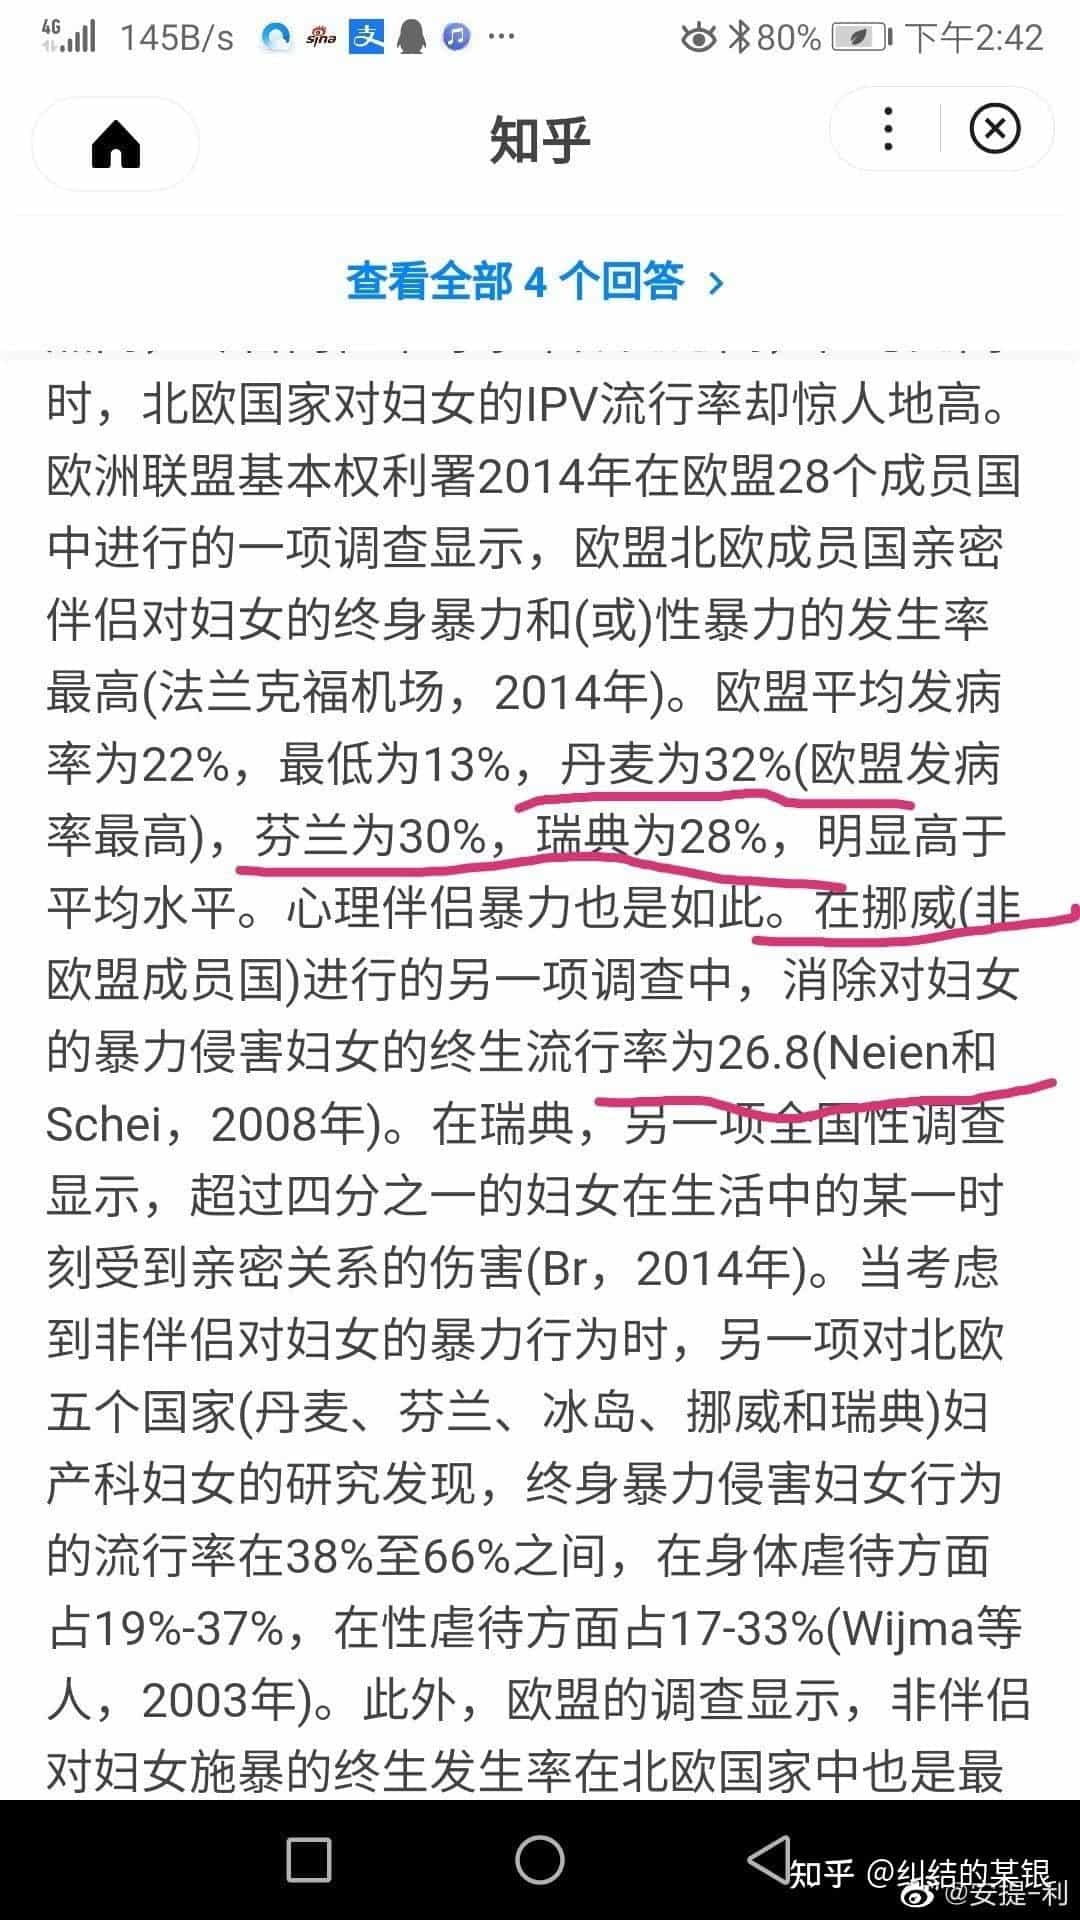 4G 145B/s sina 支 80% 下午2:42
知乎
查看全部 4 个回答
时，北欧国家对妇女的IPV流行率却惊人地高。
欧洲联盟基本权利署2014年在欧盟28个成员国
中进行的一项调查显示，欧盟北欧成员国亲密
伴侣对妇女的终身暴力和(或)性暴力的发生率
最高(法兰克福机场，2014年)。欧盟平均发病
率为22%，最低为13%，丹麦为32%(欧盟发病
率最高)，芬兰为30%，瑞典为28%，明显高于
平均水平。心理伴侣暴力也是如此。在挪威(非
欧盟成员国)进行的另一项调查中，消除对妇女
的暴力侵害妇女的终生流行率为26.8(Neien和
Schei，2008年)。在瑞典，另一项全国性调查
显示，超过四分之一的妇女在生活中的某一时
刻受到亲密关系的伤害(Br，2014年)。当考虑
到非伴侣对妇女的暴力行为时，另一项对北欧
五个国家(丹麦、芬兰、冰岛、挪威和瑞典)妇
产科妇女的研究发现，终身暴力侵害妇女行为
的流行率在38%至66%之间，在身体虐待方面
占19%-37%，在性虐待方面占17-33%(Wijma等
人，2003年)。此外，欧盟的调查显示，非伴侣
对妇女施暴的终生发生率在北欧国家中也是最
知乎 @纠结的某银
@安提-利